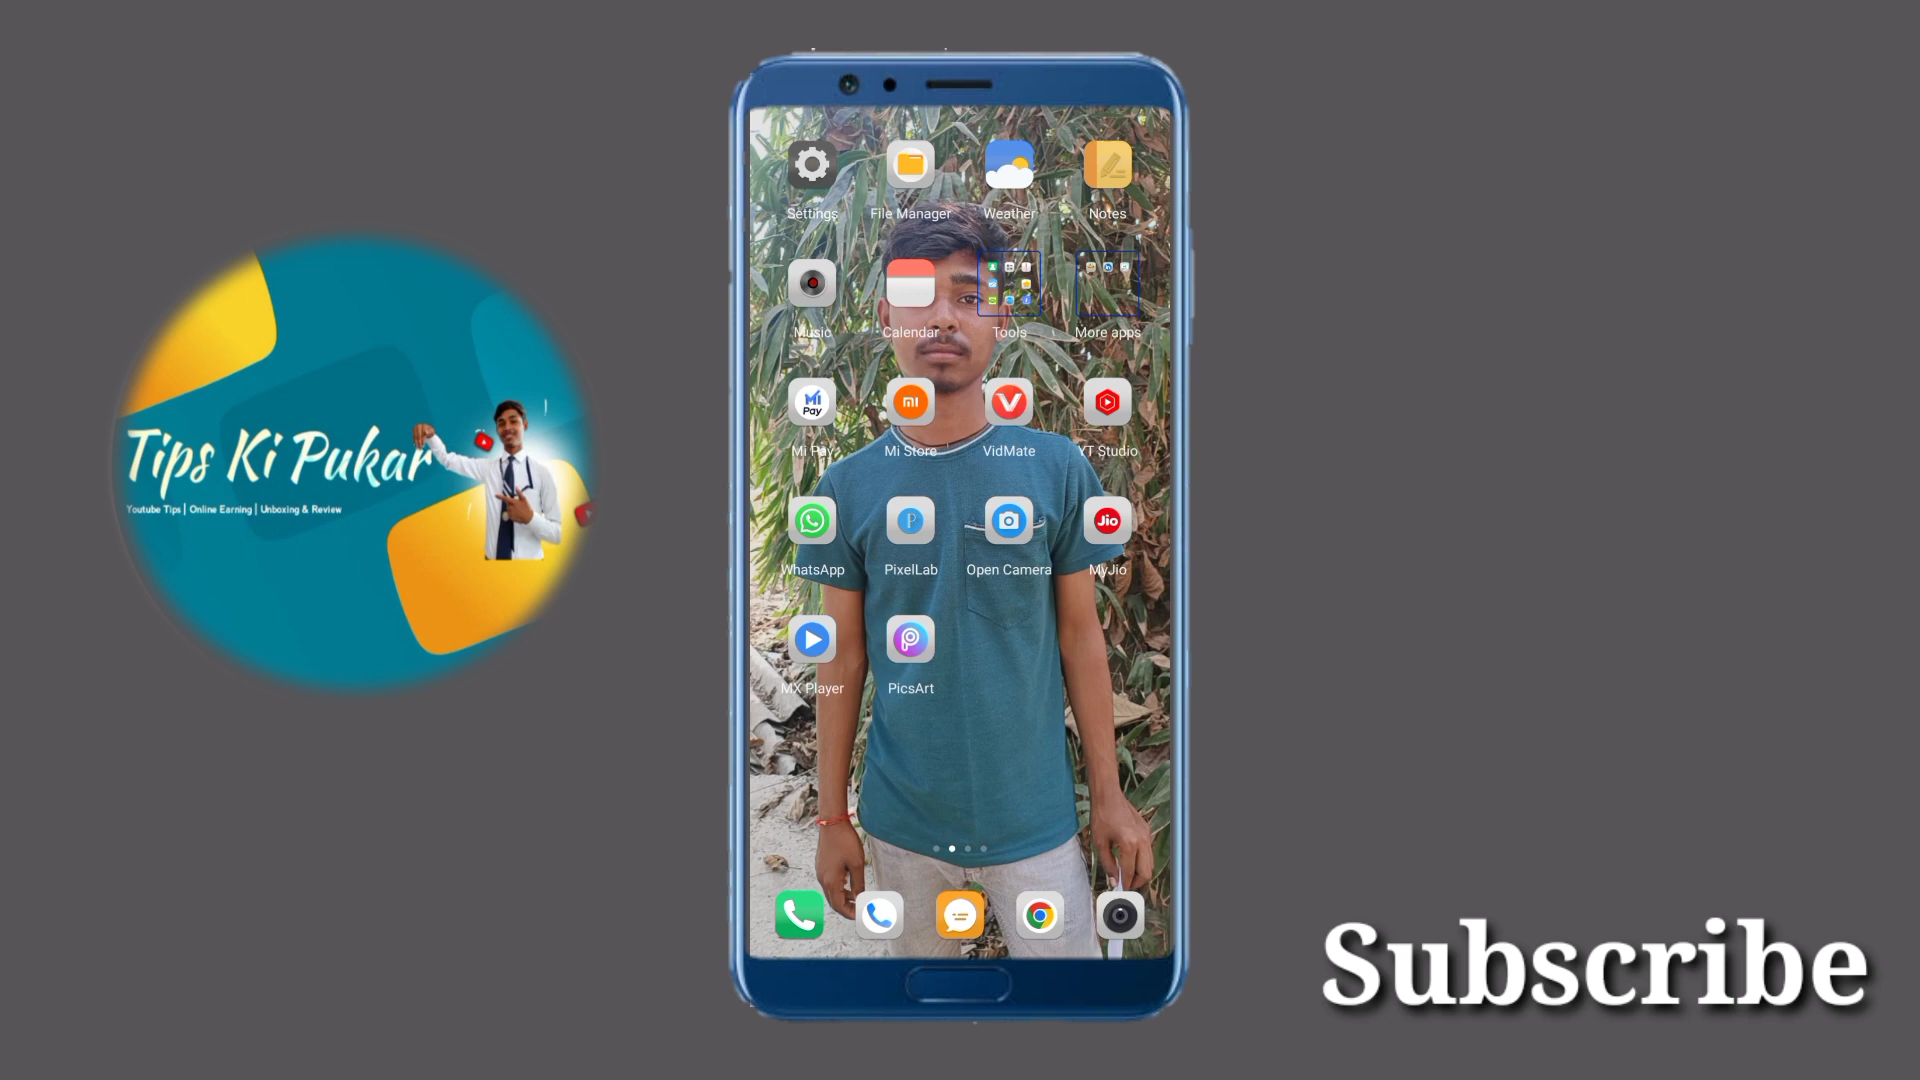 Tips Ki Pukar
Youtube Tips | Online Earning | Unboxing & Review
Settings File Manager Weather Notes
Music Calendar Tools More apps
Mi Pay
Mi Pay Mi Store VidMate YT Studio
Jio
WhatsApp PixelLab Open Camera MyJio
MX Player PicsArt
Subscribe